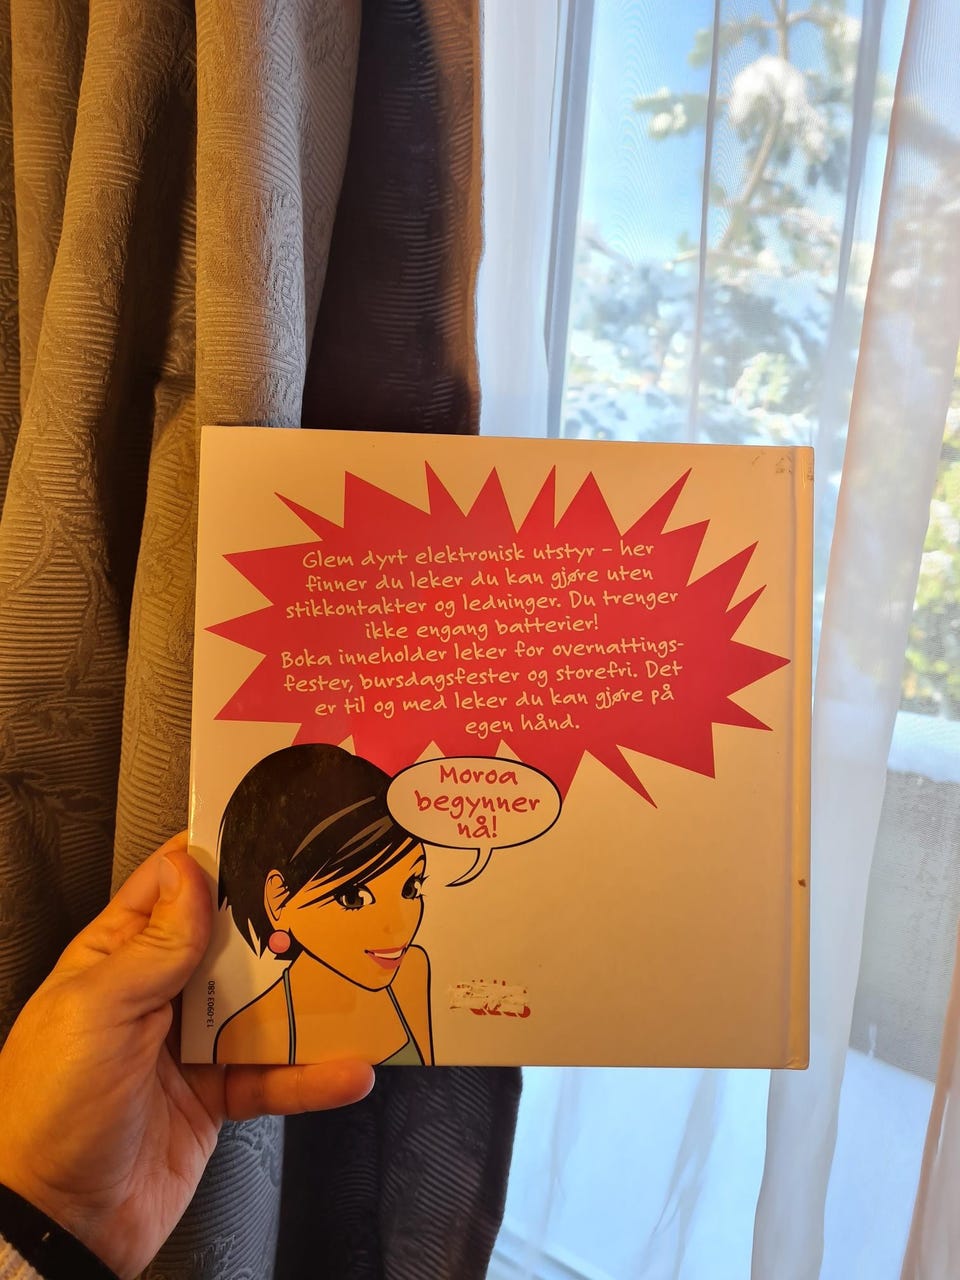 Glem dyrt elektronisk utstyr – her
finner du leker du kan gjøre uten
stikkontakter og ledninger. Du trenger
ikke engang batterier!
Boka inneholder leker for overnattings-
fester, bursdagsfester og storefri. Det
er til og med leker du kan gjøre på
egen hånd.
Moroa
begynner
nå!
13-0903 580